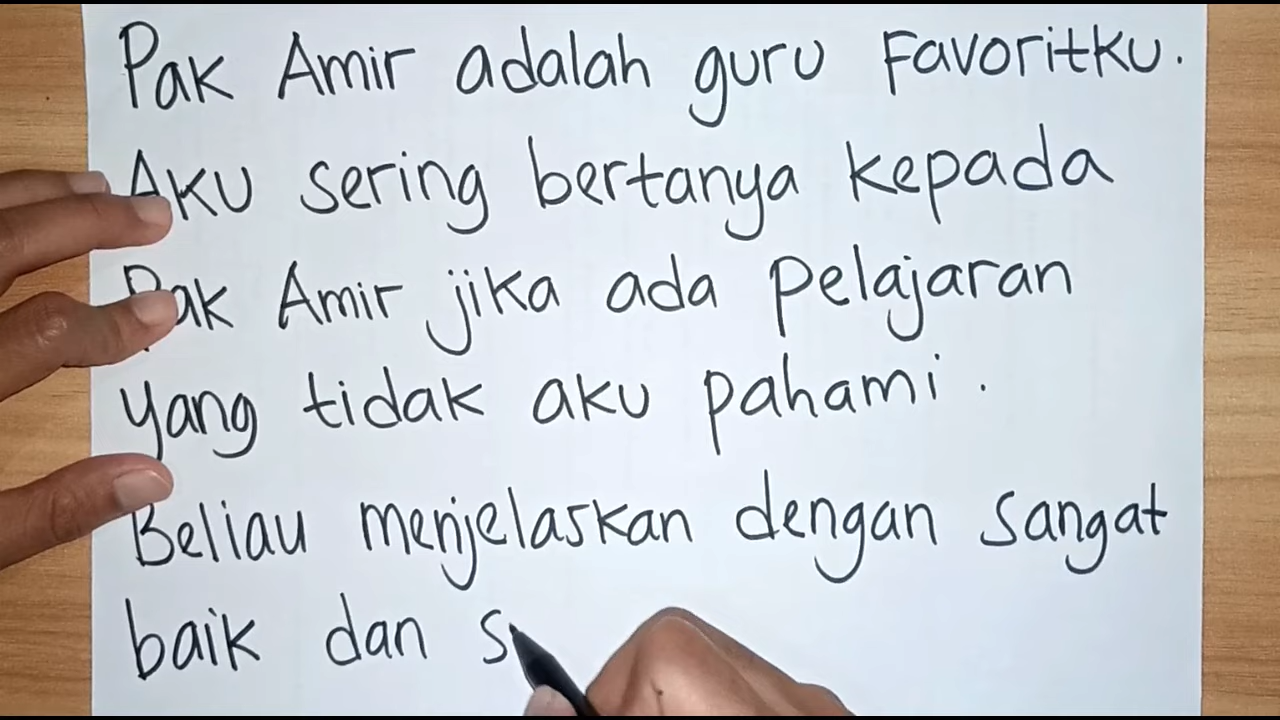 Pak Amir adalah guru Favoritku.
Aku sering bertanya kepada
Pak Amir jika ada pelajaran
yang tidak aku pahami.
Beliau menjelaskan dengan sangat
baik dan s